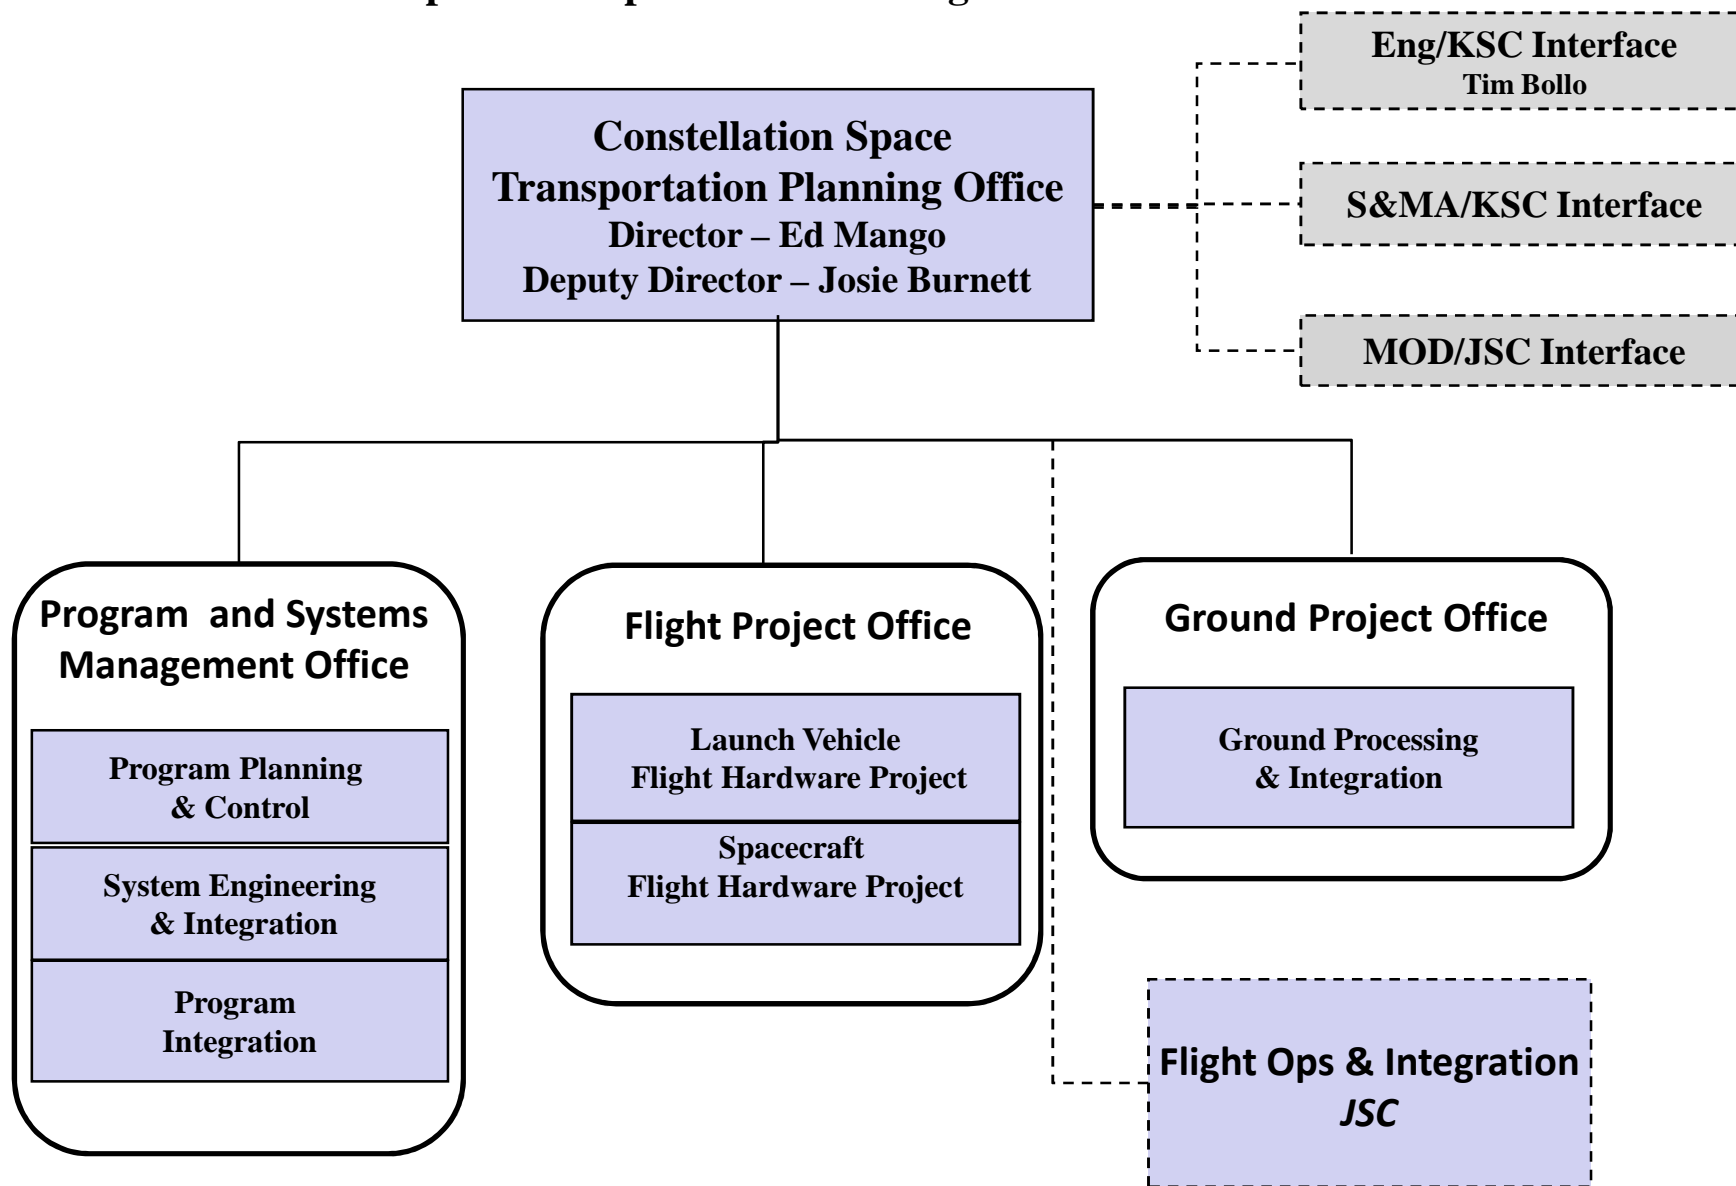 Eng/KSC Interface
Tim Bollo
Constellation Space
Transportation Planning Office
Director – Ed Mango
Deputy Director – Josie Burnett
S&MA/KSC Interface
MOD/JSC Interface
Program and Systems
Management Office
Program Planning
& Control
System Engineering
& Integration
Program
Integration
Flight Project Office
Launch Vehicle
Flight Hardware Project
Spacecraft
Flight Hardware Project
Ground Project Office
Ground Processing
& Integration
Flight Ops & Integration
JSC